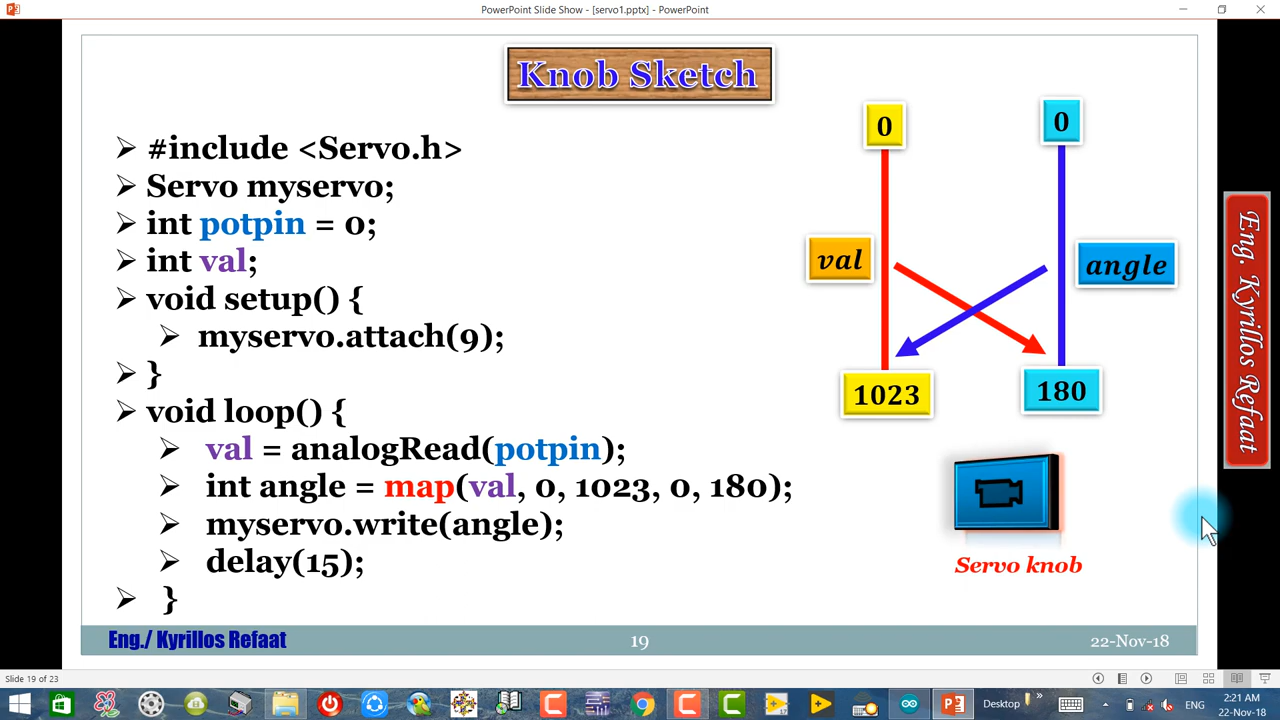 PowerPoint Slide Show - [servo1.pptx] - PowerPoint
Knob Sketch
#include <Servo.h>
Servo myservo;
int potpin = 0;
int val;
void setup() {
myservo.attach(9);
}
void loop() {
val = analogRead(potpin);
int angle = map(val, 0, 1023, 0, 180);
myservo.write(angle);
delay(15);
}
0
0
val
angle
1023
180
Servo knob
Eng. Kyrillos Refaat
Eng./ Kyrillos Refaat
19
22-Nov-18
Slide 19 of 23
Desktop
ENG
2:21 AM
22-Nov-18